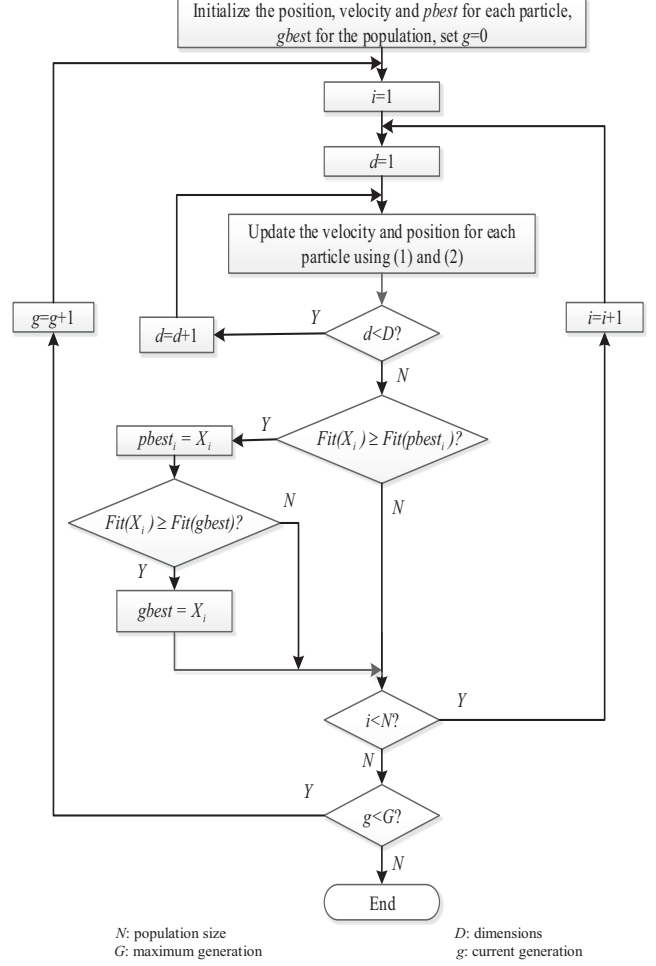 Initialize the position, velocity and pbest for each particle,
gbest for the population, set g=0
i=1
d=1
Update the velocity and position for each
particle using (1) and (2)
g=g+1
d=d+1
Y
d<D?
i=i+1
N
pbest_i = X_i
Y
Fit(X_i) ≥ Fit(pbest_i)?
Fit(X_i) ≥ Fit(gbest)?
N
N
Y
gbest = X_i
i<N?
Y
N
Y
g<G?
N
End
N: population size
D: dimensions
G: maximum generation
g: current generation